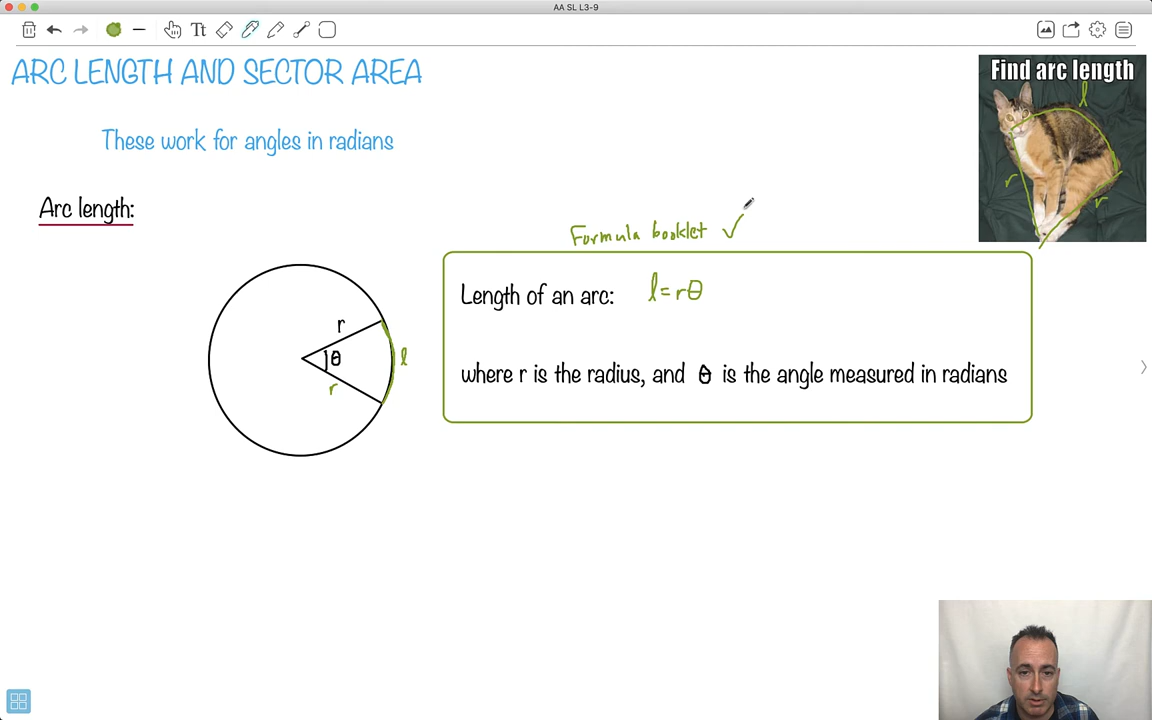 AA SL L3-9
Tt
ARC LENGTH AND SECTOR AREA
Find arc length
l
r
r
These work for angles in radians
Arc length:
Formula booklet ✓
Length of an arc: l=rθ
r
θ
l
r
where r is the radius, and θ is the angle measured in radians